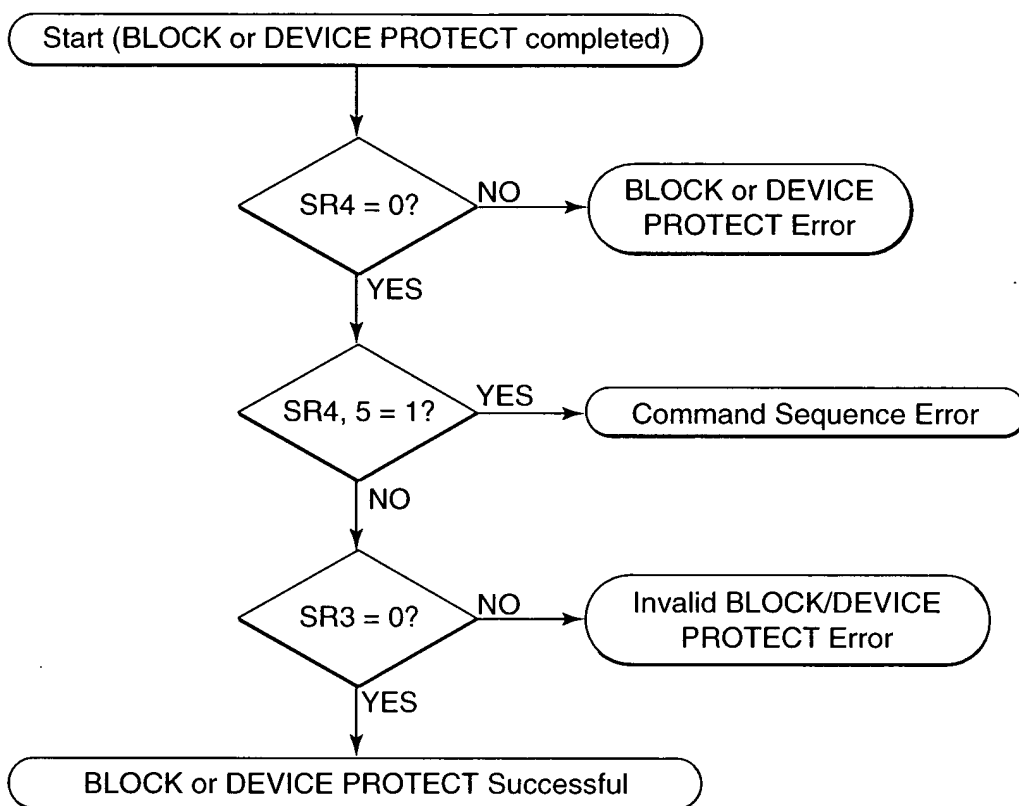 Start (BLOCK or DEVICE PROTECT completed)
SR4 = 0?
NO
BLOCK or DEVICE
PROTECT Error
YES
SR4, 5 = 1?
YES
Command Sequence Error
NO
SR3 = 0?
NO
Invalid BLOCK/DEVICE
PROTECT Error
YES
BLOCK or DEVICE PROTECT Successful